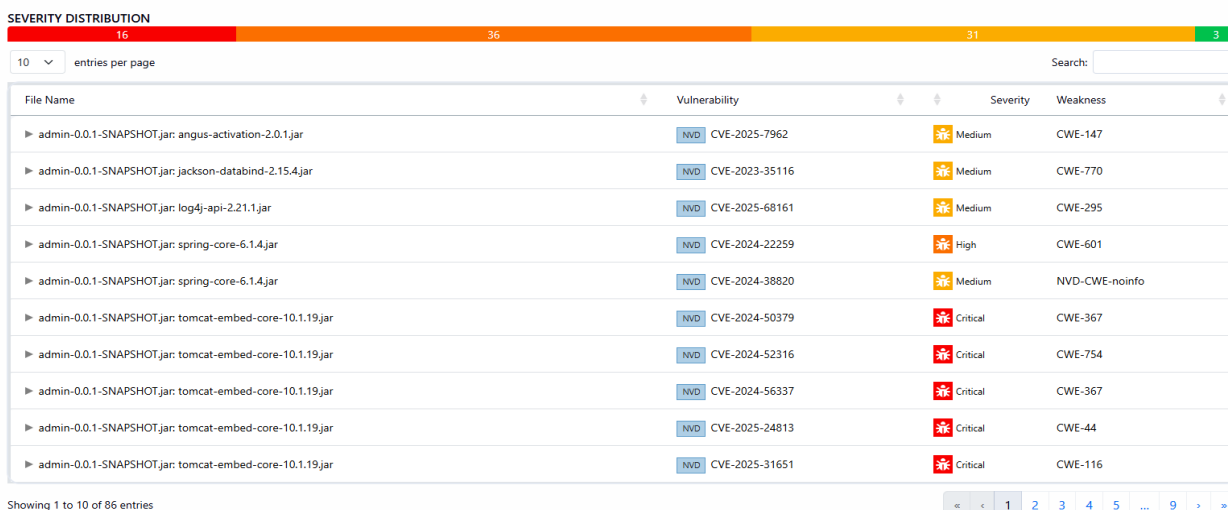 SEVERITY DISTRIBUTION
16 36 31 3
10 entries per page Search:
File Name Vulnerability Severity Weakness
admin-0.0.1-SNAPSHOT.jar: angus-activation-2.0.1.jar NVD CVE-2025-7962 Medium CWE-147
admin-0.0.1-SNAPSHOT.jar: jackson-databind-2.15.4.jar NVD CVE-2023-35116 Medium CWE-770
admin-0.0.1-SNAPSHOT.jar: log4j-api-2.21.1.jar NVD CVE-2025-68161 Medium CWE-295
admin-0.0.1-SNAPSHOT.jar: spring-core-6.1.4.jar NVD CVE-2024-22259 High CWE-601
admin-0.0.1-SNAPSHOT.jar: spring-core-6.1.4.jar NVD CVE-2024-38820 Medium NVD-CWE-noinfo
admin-0.0.1-SNAPSHOT.jar: tomcat-embed-core-10.1.19.jar NVD CVE-2024-50379 Critical CWE-367
admin-0.0.1-SNAPSHOT.jar: tomcat-embed-core-10.1.19.jar NVD CVE-2024-52316 Critical CWE-754
admin-0.0.1-SNAPSHOT.jar: tomcat-embed-core-10.1.19.jar NVD CVE-2024-56337 Critical CWE-367
admin-0.0.1-SNAPSHOT.jar: tomcat-embed-core-10.1.19.jar NVD CVE-2025-24813 Critical CWE-44
admin-0.0.1-SNAPSHOT.jar: tomcat-embed-core-10.1.19.jar NVD CVE-2025-31651 Critical CWE-116
Showing 1 to 10 of 86 entries « ‹ 1 2 3 4 5 ... 9 › »